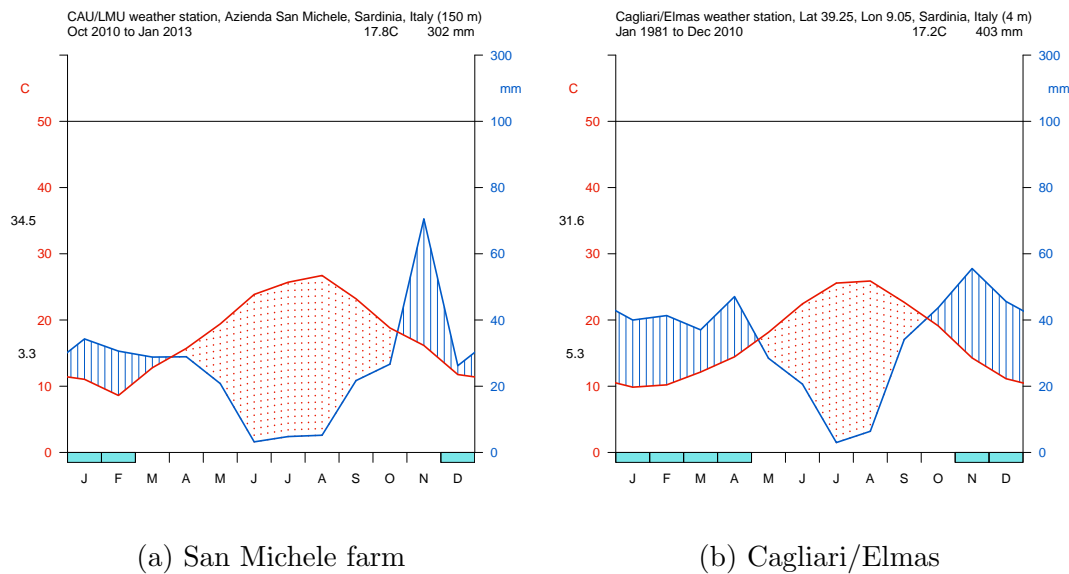 CAU/LMU weather station, Azienda San Michele, Sardinia, Italy (150 m)
Oct 2010 to Jan 2013 17.8C 302 mm
300
C mm
50 100
40 80
34.5
30 60
20 40
3.3
10 20
0 0
J F M A M J J A S O N D
(a) San Michele farm
Cagliari/Elmas weather station, Lat 39.25, Lon 9.05, Sardinia, Italy (4 m)
Jan 1981 to Dec 2010 17.2C 403 mm
300
C mm
50 100
40 80
31.6
30 60
20 40
5.3
10 20
0 0
J F M A M J J A S O N D
(b) Cagliari/Elmas